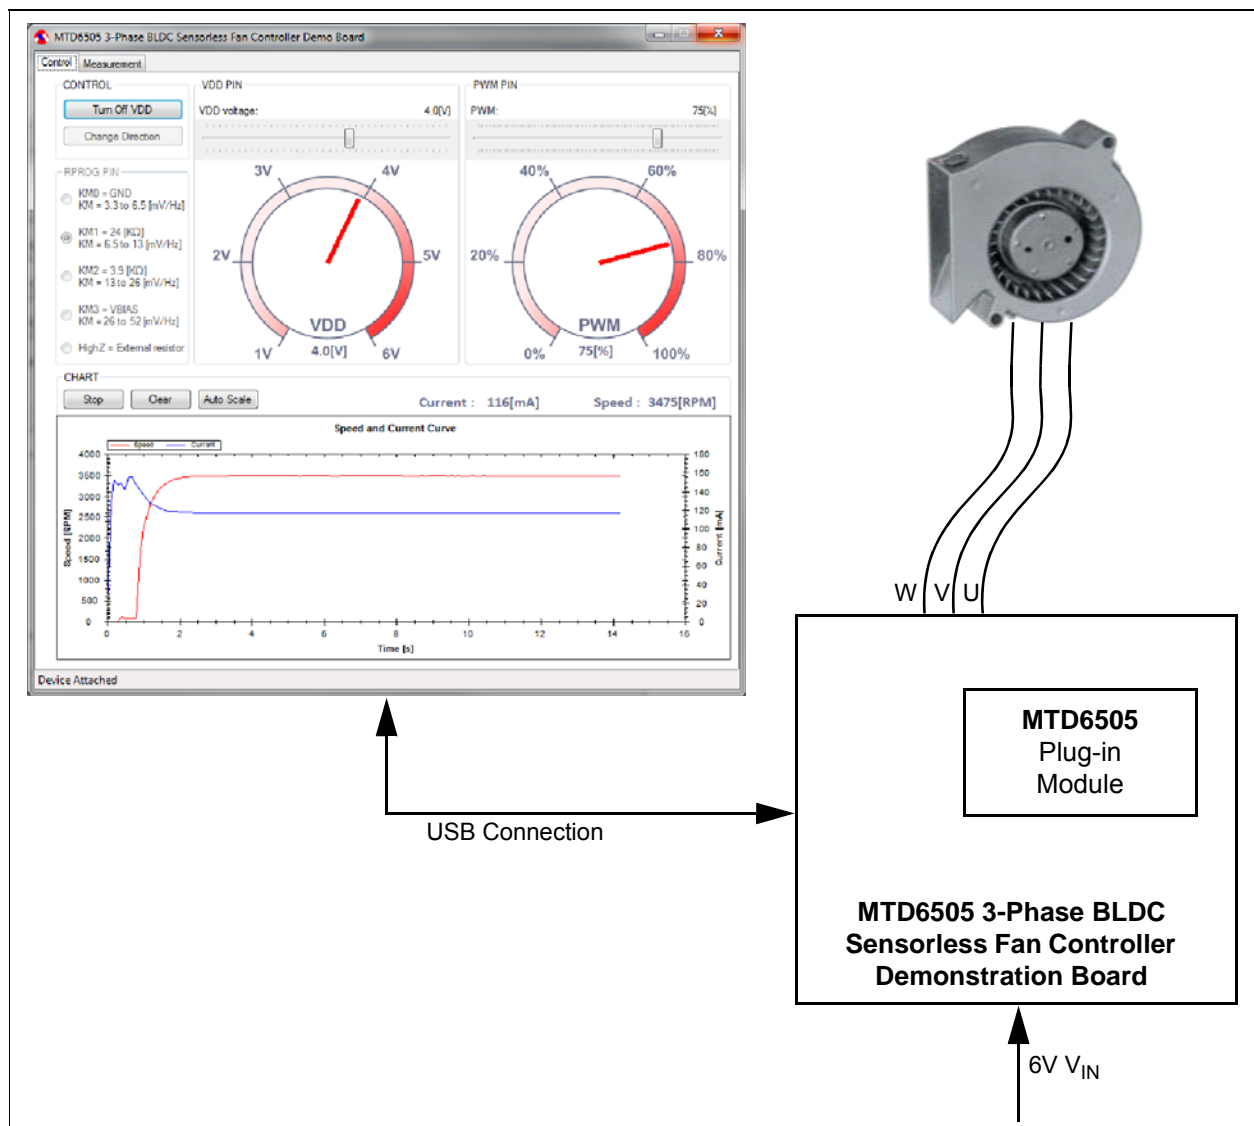 MTD6505 3-Phase BLDC Sensorless Fan Controller Demo Board
Control Measurement
CONTROL
Turn Off VDD
Change Direction
VDD PIN
VDD voltage: 4.0[V]
PWM PIN
PWM: 75[%]
RPROG PIN
KM0 = GND
KM = 3.3 to 6.5 [mV/Hz]
KM1 = 24 [KΩ]
KM = 6.5 to 13 [mV/Hz]
KM2 = 3.9 [KΩ]
KM = 13 to 26 [mV/Hz]
KM3 = VBIAS
KM = 26 to 52 [mV/Hz]
HighZ = External resistor
3V 4V
2V 5V
VDD
1V 4.0[V] 6V
40% 60%
20% 80%
PWM
0% 75[%] 100%
CHART
Stop Clear Auto Scale
Current : 116[mA] Speed : 3475[RPM]
Speed and Current Curve
Speed Current
4000
3500
3000
2500
2000
1500
1000
500
0
Speed [RPM]
180
160
140
120
100
80
60
40
20
0
Current [mA]
0 2 4 6 8 10 12 14 16
Time [s]
Device Attached
USB Connection
W V U
MTD6505
Plug-in
Module
MTD6505 3-Phase BLDC
Sensorless Fan Controller
Demonstration Board
6V VIN